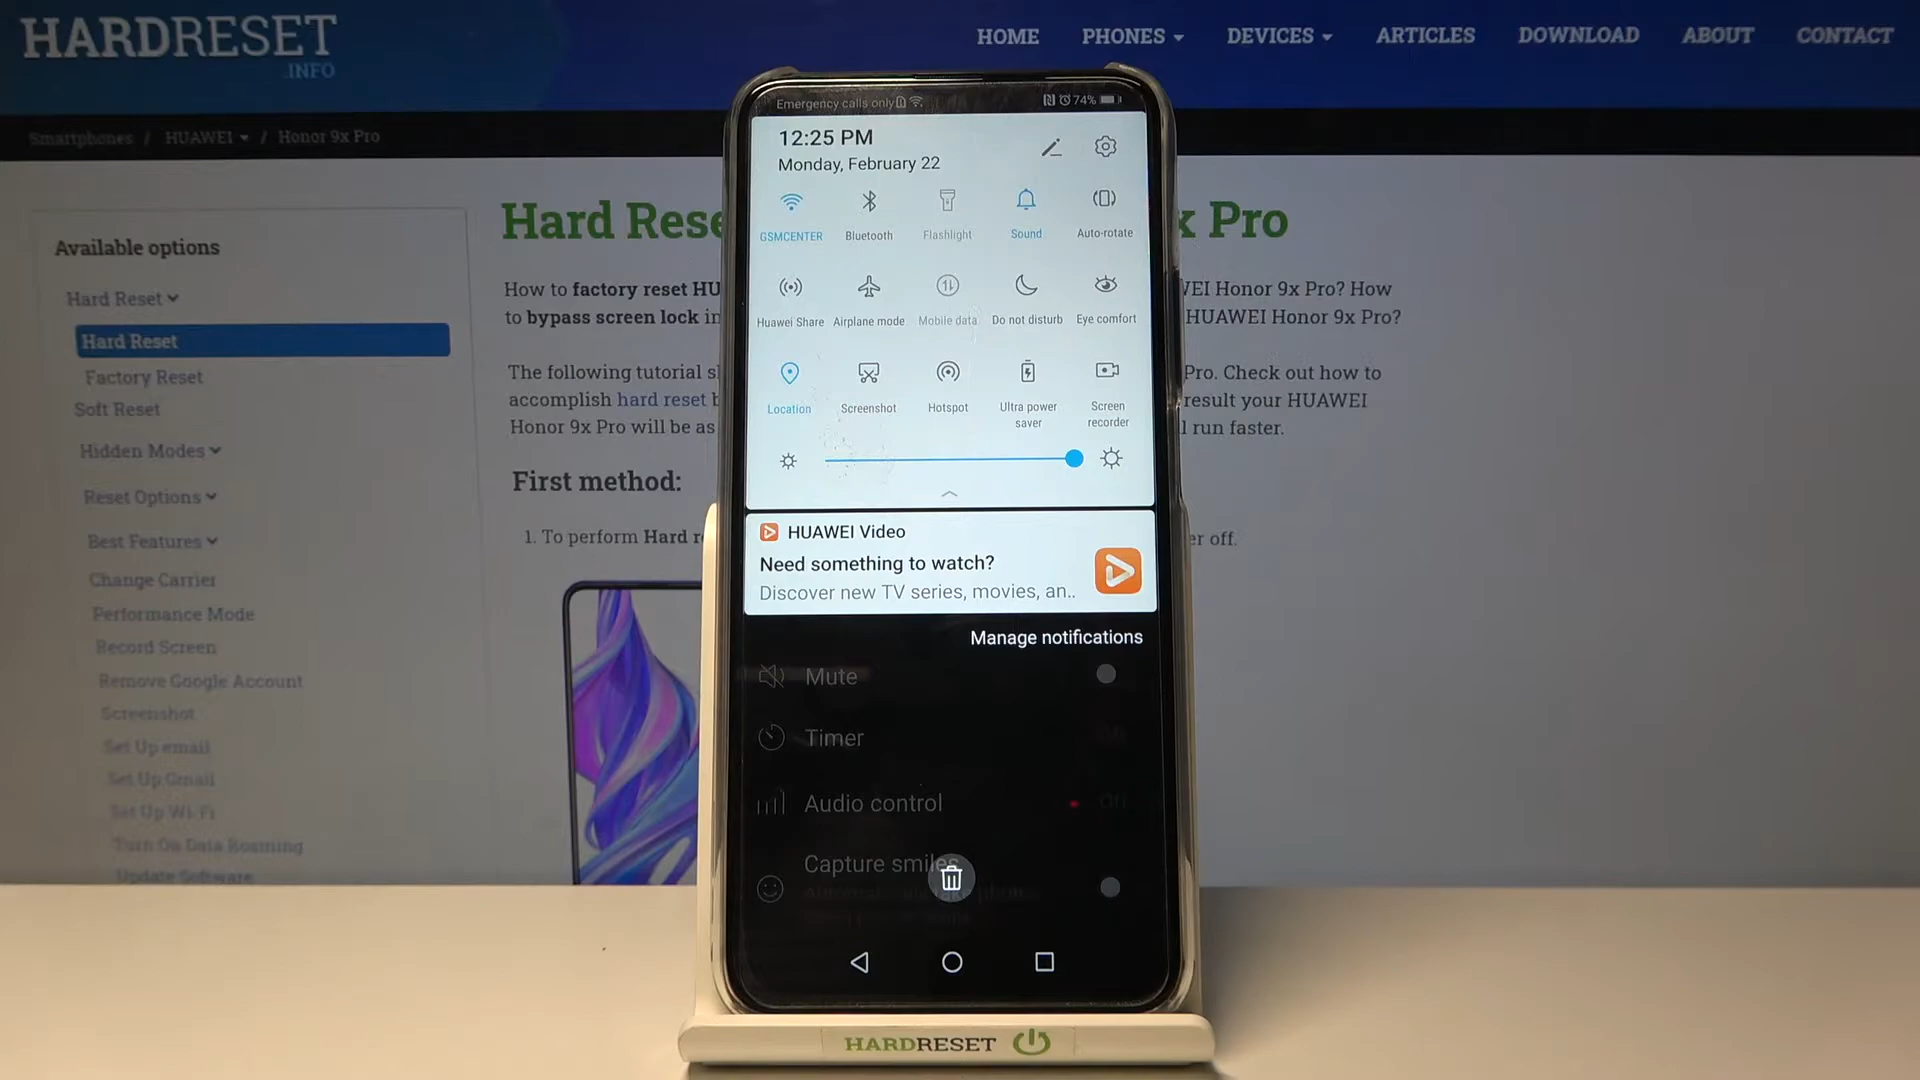 HARDRESET
.INFO
HOME PHONES DEVICES ARTICLES DOWNLOAD ABOUT CONTACT
Smartphones / HUAWEI / Honor 9x Pro
Available options
Hard Reset
Hard Reset
Factory Reset
Soft Reset
Hidden Modes
Reset Options
Best Features
Change Carrier
Performance Mode
Record Screen
Remove Google Account
Screenshot
Set Up email
Set Up Gmail
Set Up Wi-Fi
Turn On Data Roaming
Update Software
Hard Rese x Pro
How to factory reset HU VEI Honor 9x Pro? How
to bypass screen lock in HUAWEI Honor 9x Pro?
The following tutorial s Pro. Check out how to
accomplish hard reset b result your HUAWEI
Honor 9x Pro will be as l run faster.
First method:
1. To perform Hard r er off.
Emergency calls only 74%
12:25 PM
Monday, February 22
GSMCENTER Bluetooth Flashlight Sound Auto-rotate
Huawei Share Airplane mode Mobile data Do not disturb Eye comfort
Location Screenshot Hotspot Ultra power saver Screen recorder
HUAWEI Video
Need something to watch?
Discover new TV series, movies, an..
Manage notifications
Mute
Timer
Audio control
Capture smiles
HARDRESET